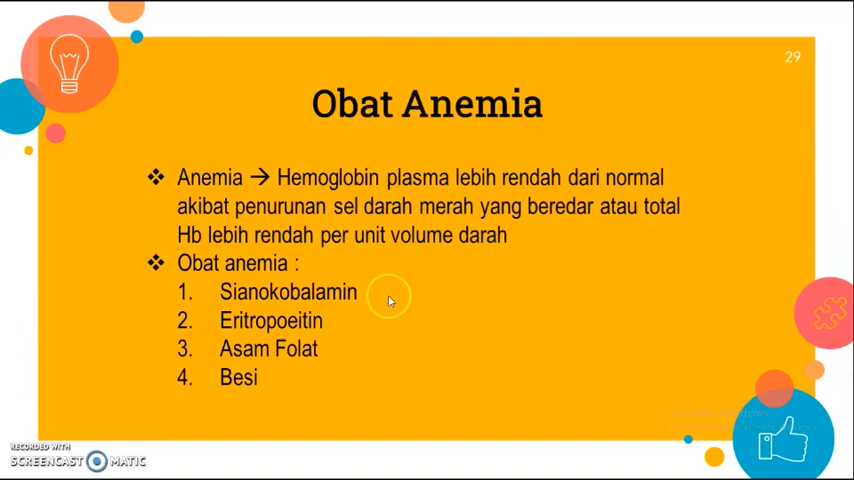 29
Obat Anemia
❖ Anemia → Hemoglobin plasma lebih rendah dari normal
akibat penurunan sel darah merah yang beredar atau total
Hb lebih rendah per unit volume darah
❖ Obat anemia :
1. Sianokobalamin
2. Eritropoeitin
3. Asam Folat
4. Besi
Activate Windows
RECORDED WITH
SCREENCAST MATIC